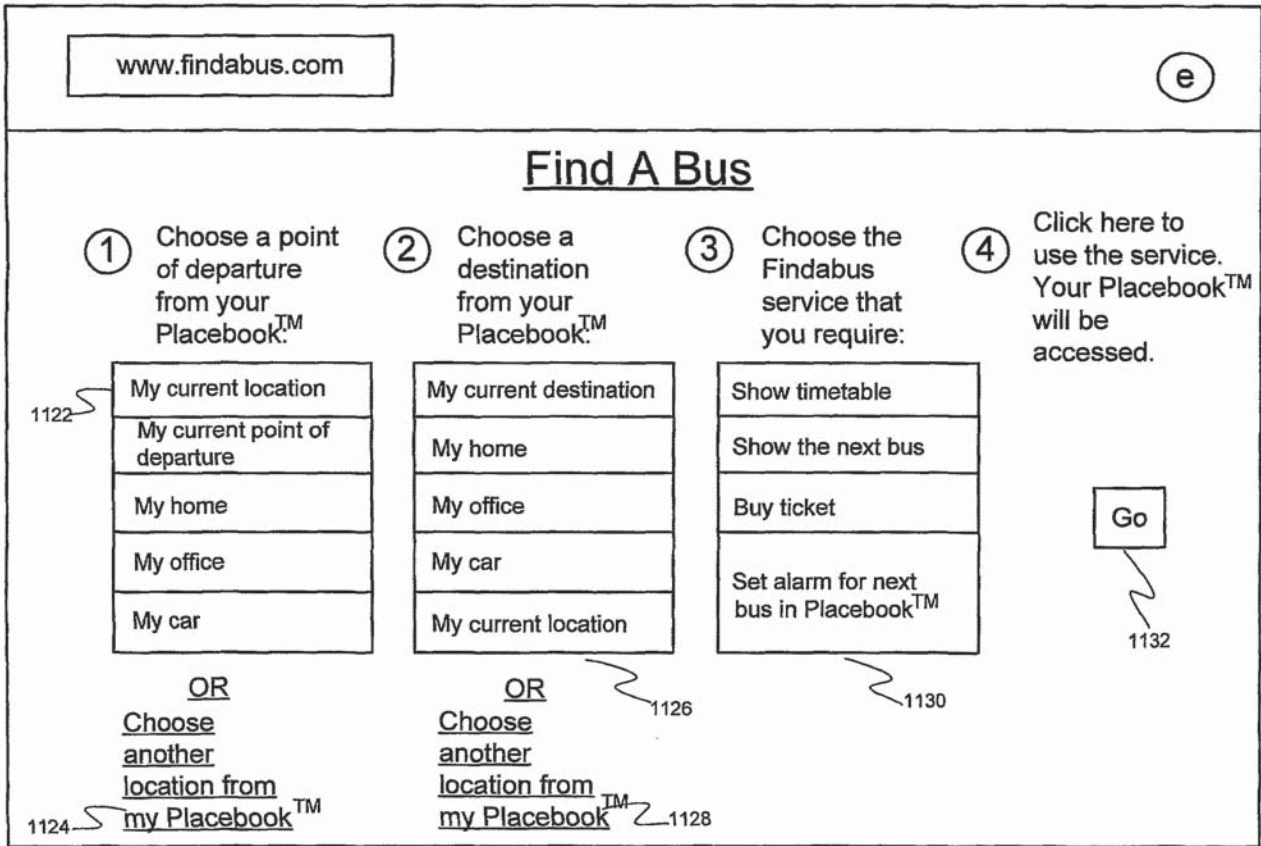 www.findabus.com
e
Find A Bus
1
Choose a point
of departure
from your
Placebook:™
2
Choose a
destination
from your
Placebook:™
3
Choose the
Findabus
service that
you require:
4
Click here to
use the service.
Your Placebook™
will be
accessed.
1122
My current location
My current point of
departure
My home
My office
My car
My current destination
My home
My office
My car
My current location
Show timetable
Show the next bus
Buy ticket
Set alarm for next
bus in Placebook™
Go
1132
OR
Choose
another
location from
my Placebook™
1124
OR
Choose
another
location from
my Placebook™
1126
1128
1130